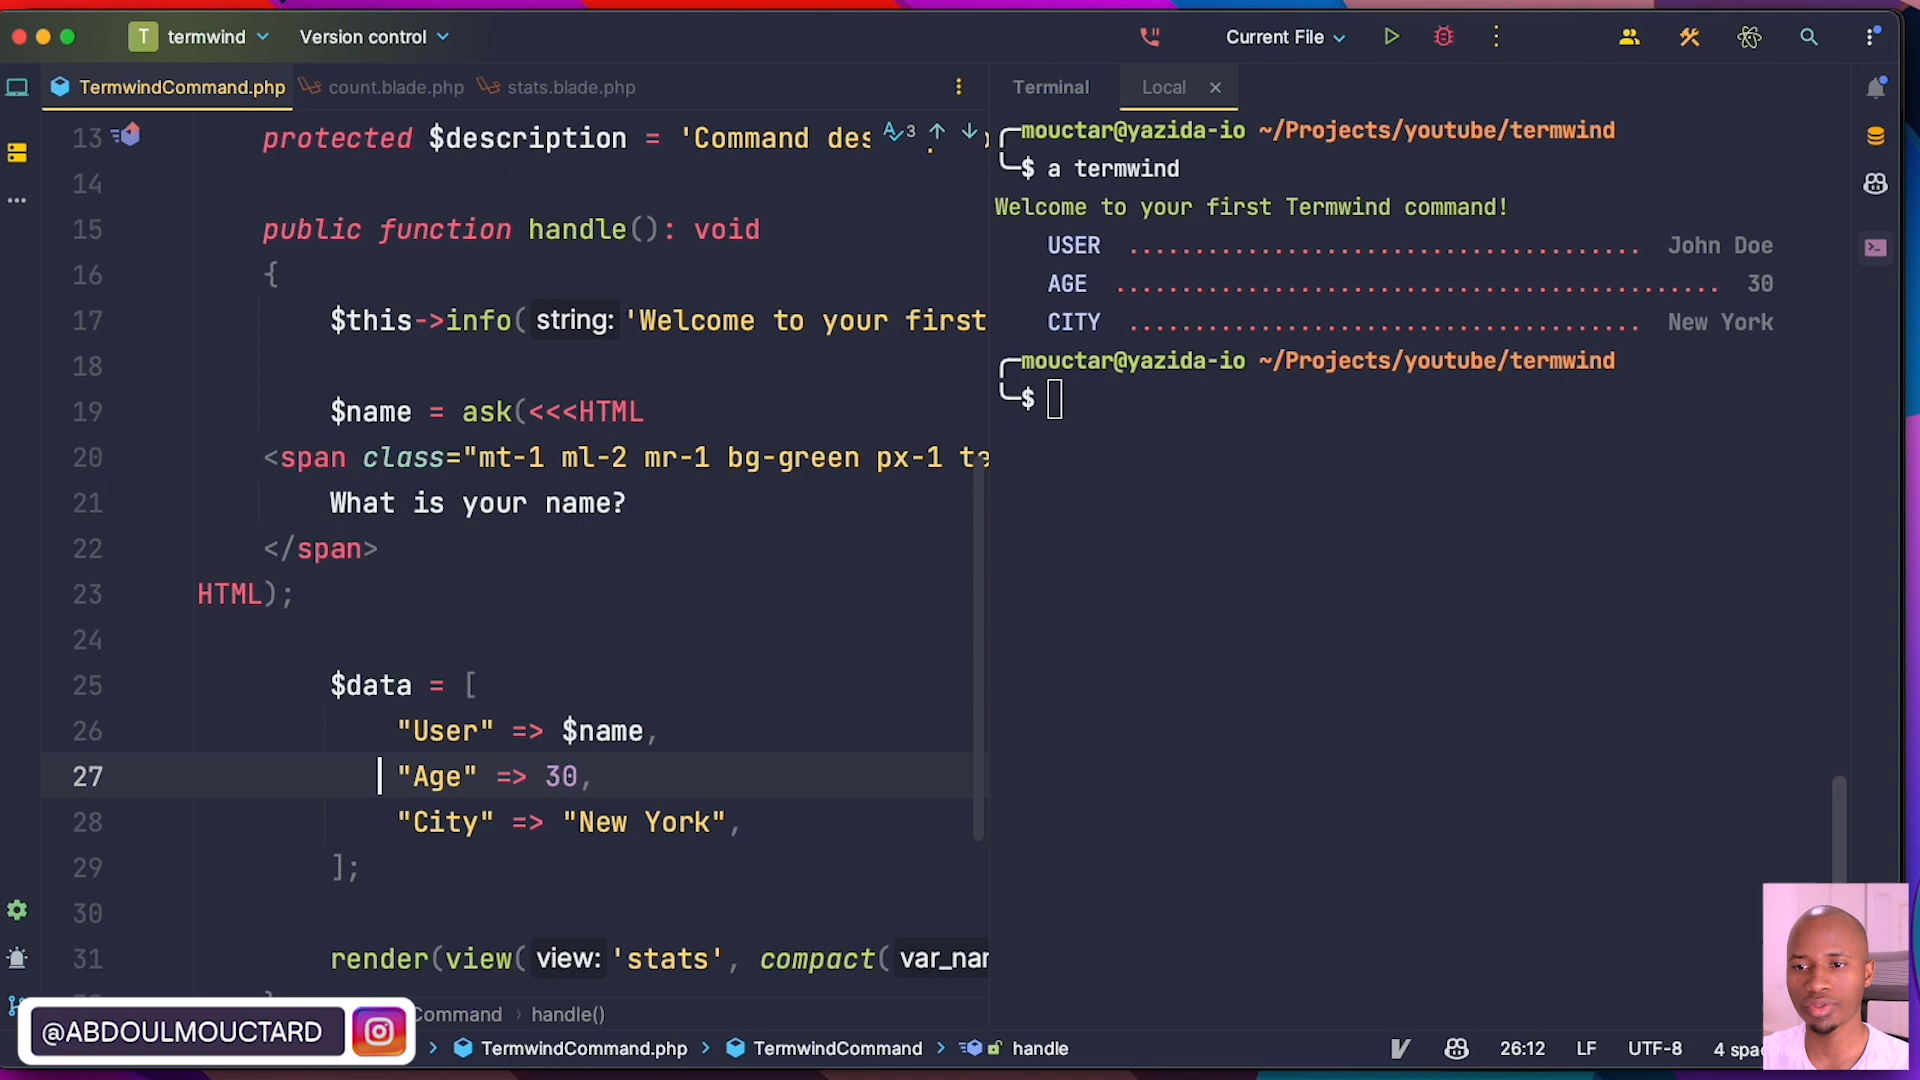 T termwind Version control Current File
TermwindCommand.php count.blade.php stats.blade.php
Terminal Local
13 protected $description = 'Command des
3
14
15 public function handle(): void
16 {
17 $this->info( string: 'Welcome to your first
18
19 $name = ask(<<<HTML
20 <span class="mt-1 ml-2 mr-1 bg-green px-1 te
21 What is your name?
22 </span>
23 HTML);
24
25 $data = [
26 "User" => $name,
27 "Age" => 30,
28 "City" => "New York",
29 ];
30
31 render(view( view: 'stats', compact( var_nam
mouctar@yazida-io ~/Projects/youtube/termwind
$ a termwind
Welcome to your first Termwind command!
USER ....................................... John Doe
AGE .............................................. 30
CITY ....................................... New York
mouctar@yazida-io ~/Projects/youtube/termwind
$
Command › handle()
@ABDOULMOUCTARD
TermwindCommand.php › TermwindCommand › handle
26:12 LF UTF-8 4 spa